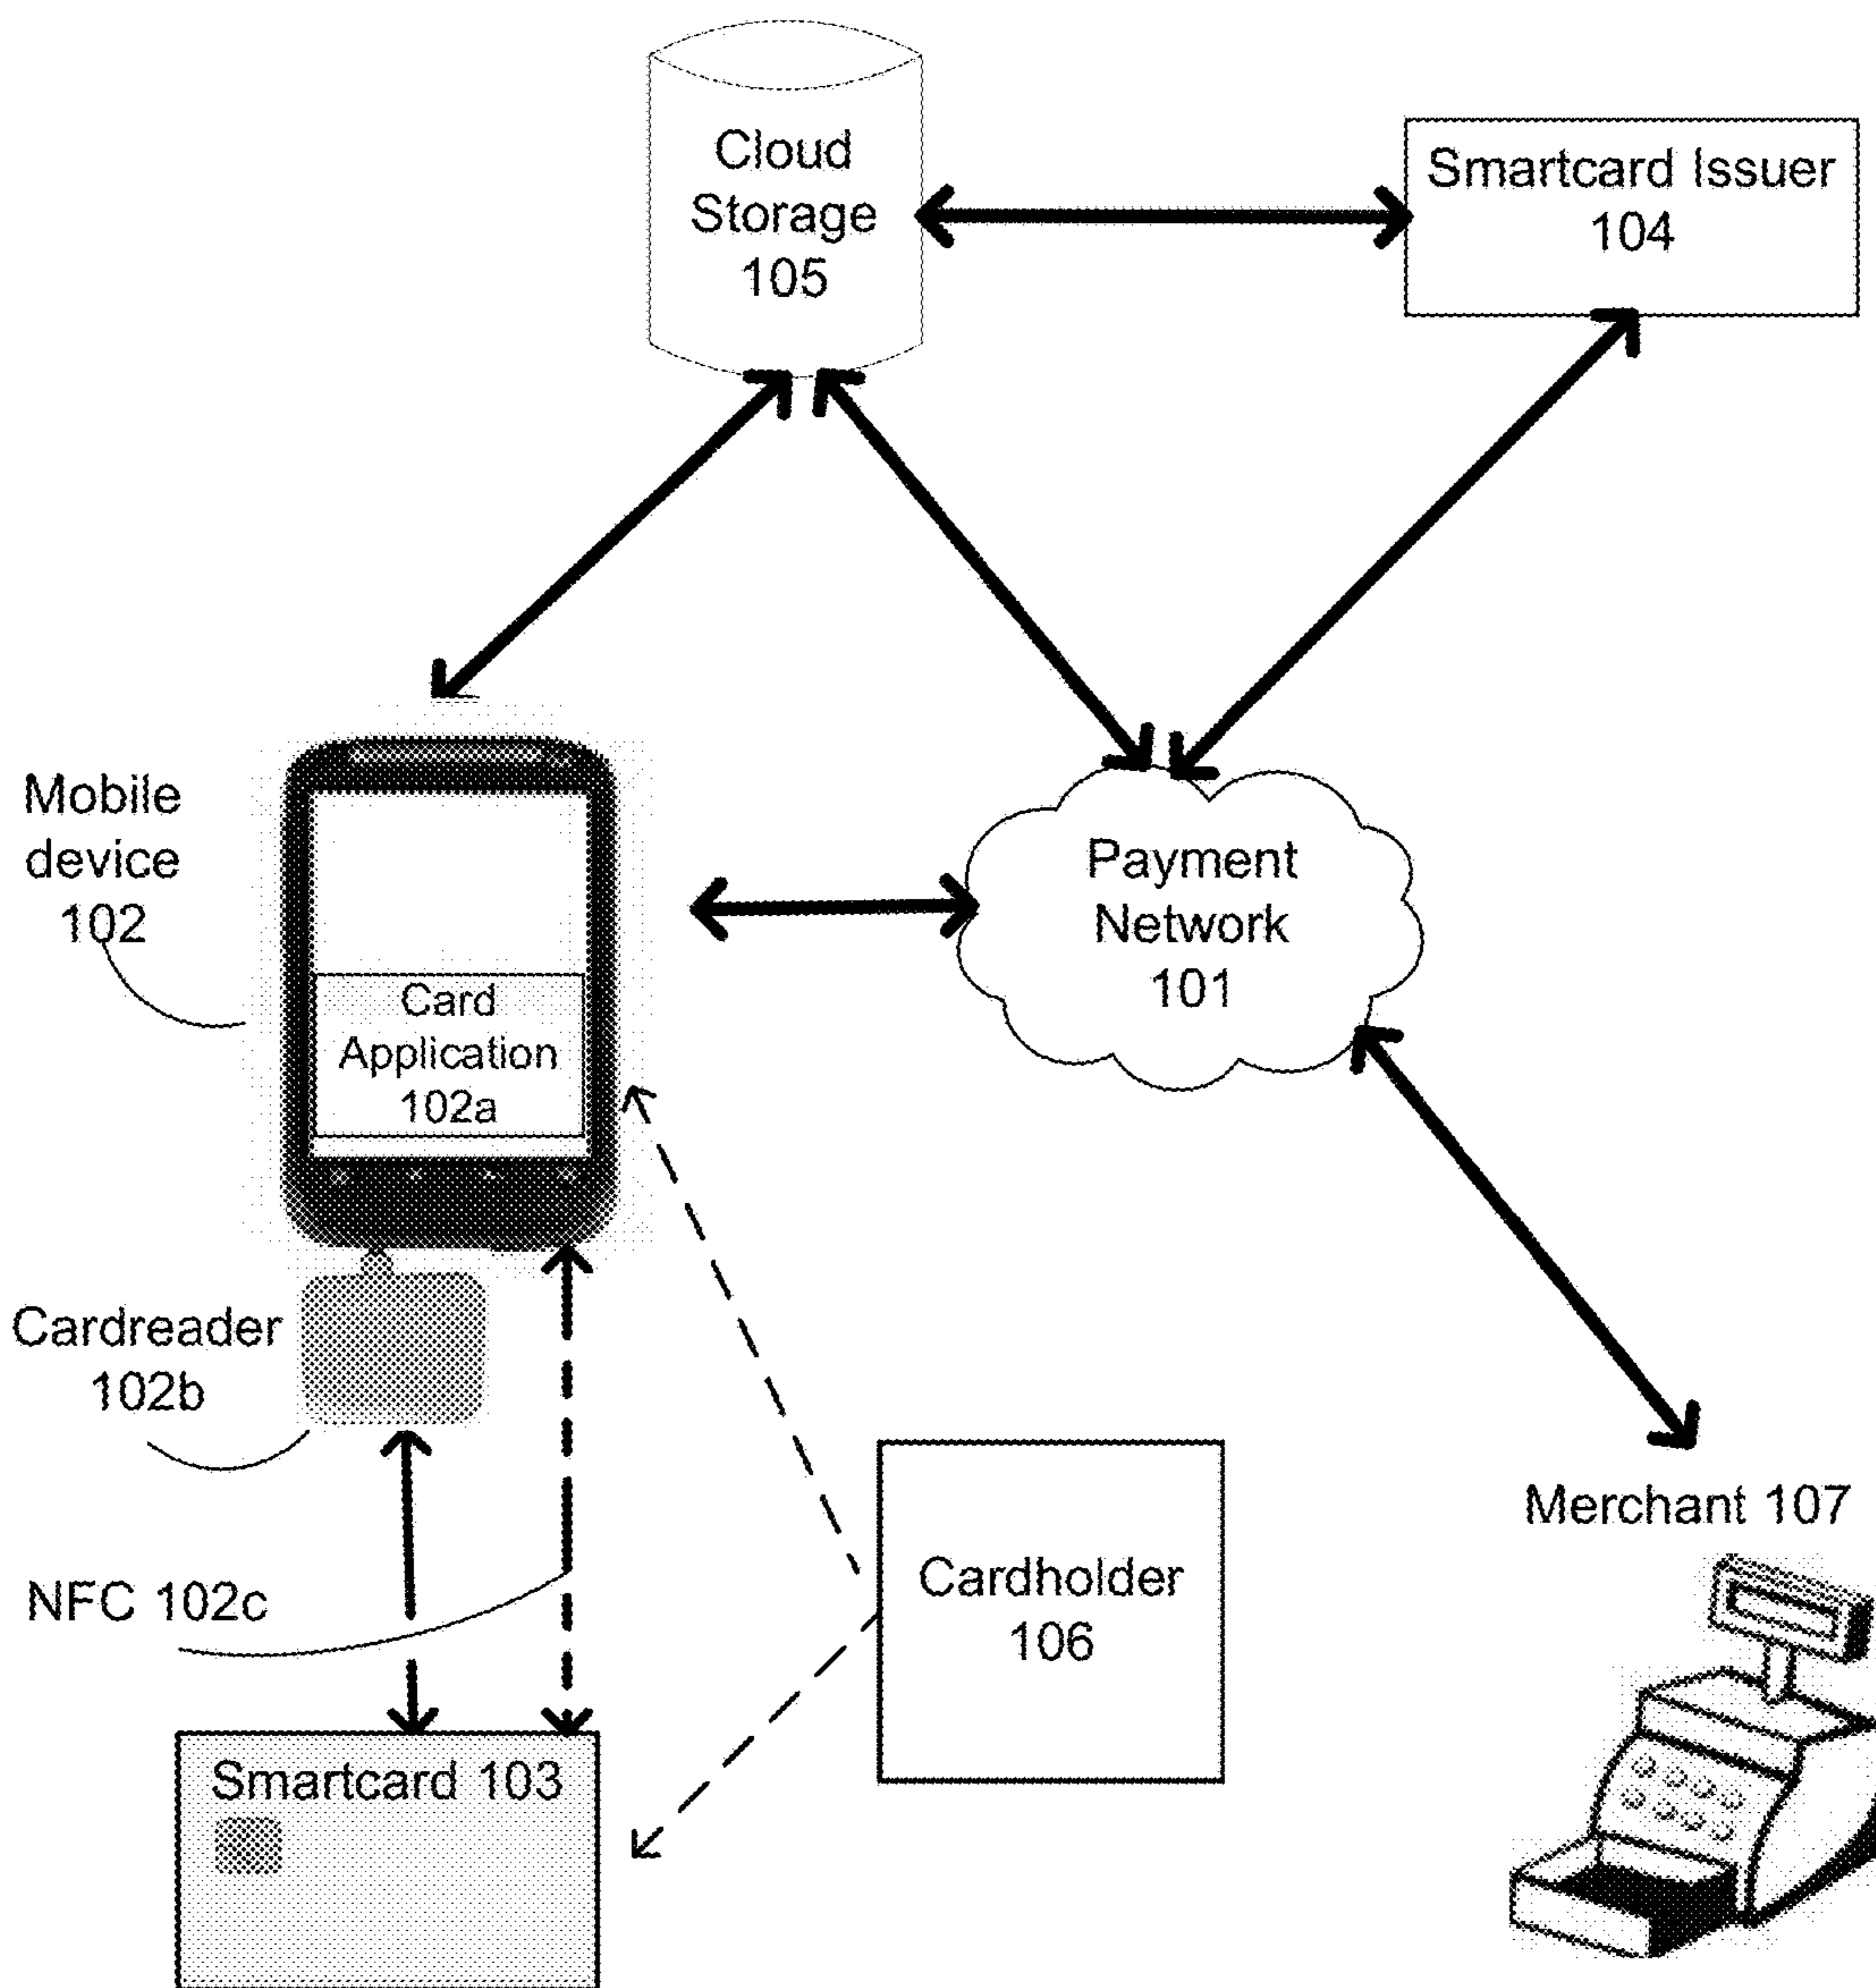 Cloud
Storage
105
Smartcard Issuer
104
Mobile
device
102
Payment
Network
101
Card
Application
102a
Cardreader
102b
Merchant 107
NFC 102c
Cardholder
106
Smartcard 103